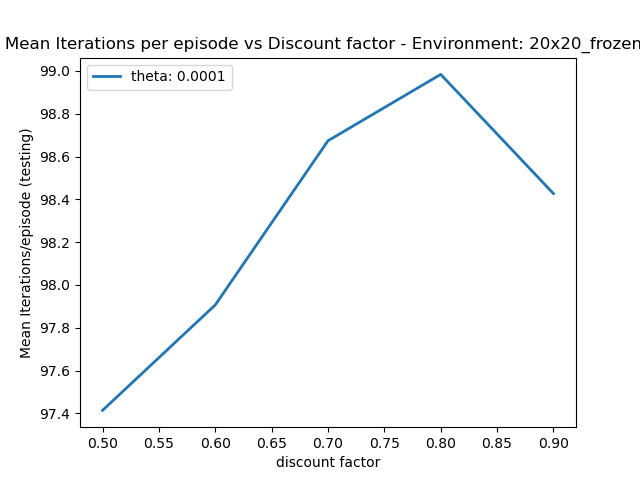 Mean Iterations per episode vs Discount factor - Environment: 20x20_frozen
theta: 0.0001
Mean Iterations/episode (testing)
99.0
98.8
98.6
98.4
98.2
98.0
97.8
97.6
97.4
0.50 0.55 0.60 0.65 0.70 0.75 0.80 0.85 0.90
discount factor